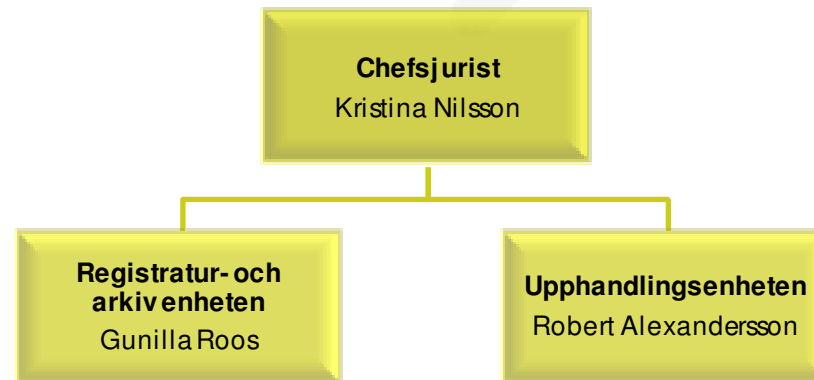 Chefsjurist
Kristina Nilsson
Registratur- och
arkivenheten
Gunilla Roos
Upphandlingsenheten
Robert Alexandersson